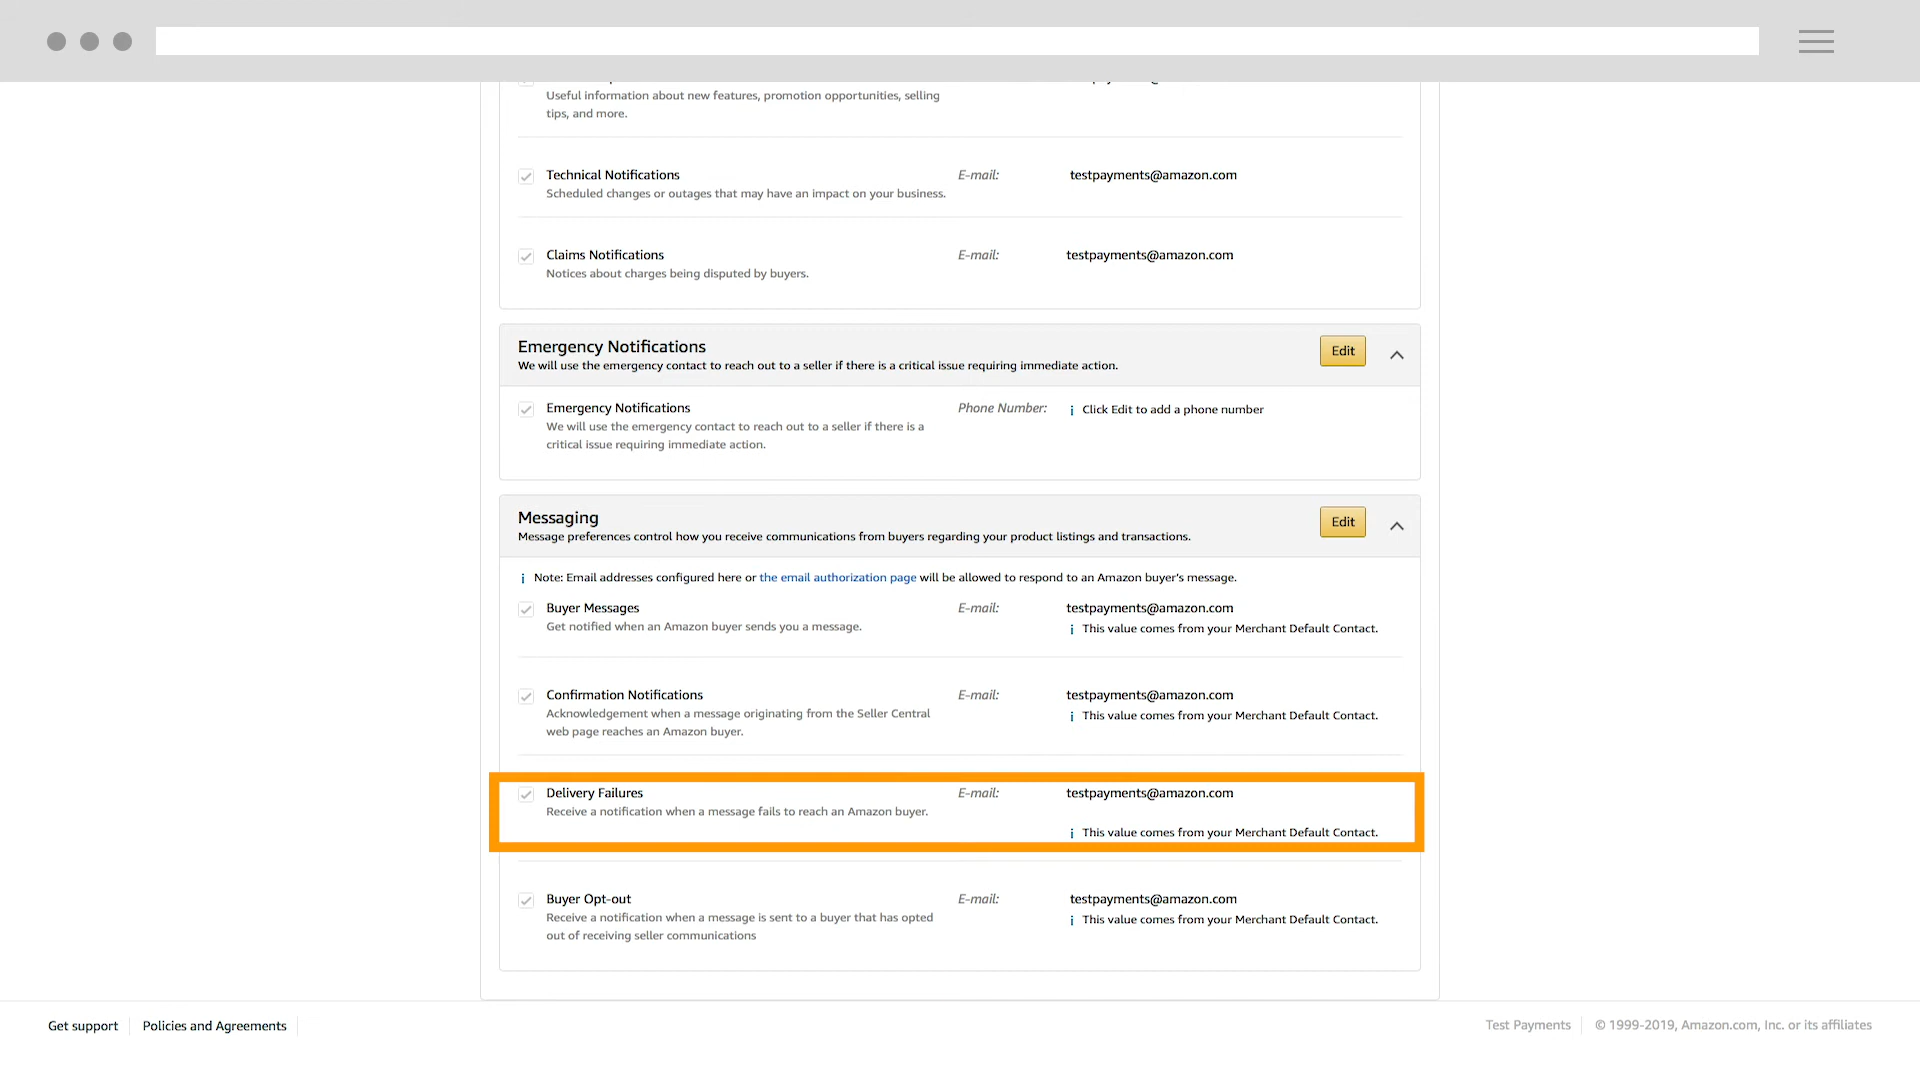 Useful information about new features, promotion opportunities, selling
tips, and more.
Technical Notifications E-mail: testpayments@amazon.com
Scheduled changes or outages that may have an impact on your business.
Claims Notifications E-mail: testpayments@amazon.com
Notices about charges being disputed by buyers.
Emergency Notifications Edit
We will use the emergency contact to reach out to a seller if there is a critical issue requiring immediate action.
Emergency Notifications Phone Number: i Click Edit to add a phone number
We will use the emergency contact to reach out to seller if there is a
critical issue requiring immediate action.
Messaging Edit
Message preferences control how you receive communications from buyers regarding your product listings and transactions.
i Note: Email addresses configured here or the email authorization page will be allowed to respond to an Amazon buyer's message.
Buyer Messages E-mail: testpayments@amazon.com
Get notified when an Amazon buyer sends you a message.
i This value comes from your Merchant Default Contact.
Confirmation Notifications E-mail: testpayments@amazon.com
Acknowledgement when a message originating from the Seller Central
i This value comes from your Merchant Default Contact.
web page reaches an Amazon buyer.
Delivery Failures E-mail: testpayments@amazon.com
Receive a notification when a message fails to reach an Amazon buyer.
i This value comes from your Merchant Default Contact.
Buyer Opt-out E-mail: testpayments@amazon.com
Receive a notification when a message is sent to a buyer that has opted
i This value comes from your Merchant Default Contact.
out of receiving seller communications
Get support Policies and Agreements Test Payments © 1999-2019, Amazon.com, Inc. or its affiliates